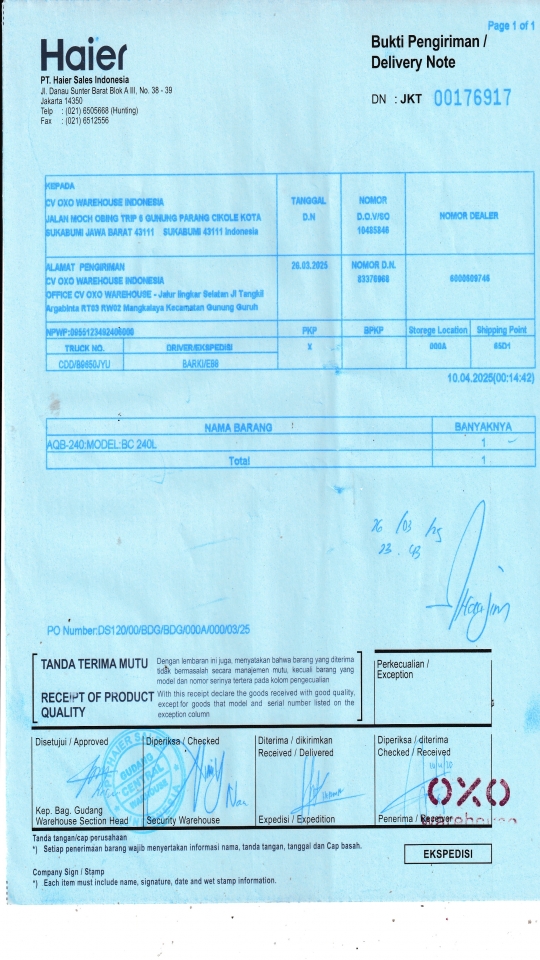 Page 1 of 1
Haier
Bukti Pengiriman /
Delivery Note
PT. Haier Sales Indonesia
Jl. Danau Sunter Barat Blok A III, No. 38 - 39
Jakarta 14350
Telp : (021) 6505668 (Hunting)
Fax : (021) 6512556
DN : JKT 00176917
KEPADA
CV OXO WAREHOUSE INDONESIA
JALAN MOCH OBING TRIP 5 GUNUNG PARANG CIKOLE KOTA
SUKABUMI JAWA BARAT 43111 SUKABUMI 43111 Indonesia
TANGGAL
D.N
NOMOR
D.O.V/SO
10485846
NOMOR DEALER
ALAMAT PENGIRIMAN
CV OXO WAREHOUSE INDONESIA
OFFICE CV OXO WAREHOUSE - Jalur lingkar Selatan Jl Tangkil
Argabinta RT03 RW02 Mangkalaya Kecamatan Gunung Guruh
26.03.2025
NOMOR D.N.
83376968
6000609746
PKP
BPKP
Storege Location
Shipping Point
TRUCK NO.
DRIVER/EKSPEDISI
X
000A
65D1
BARKI/E66
10.04.2025(00:14:42)
NAMA BARANG
BANYAKNYA
AQB-240:MODEL:BC 240L
1
Total
1
26 / 03 / 25
23 . 43
PO Number:DS120/00/BDG/BDG/000A/000/03/25
TANDA TERIMA MUTU
Dengan lembaran ini juga, menyatakan bahwa barang yang diterima
tidak bermasalah secara manajemen mutu, kecuali barang yang
model dan nomor serinya tertera pada kolom pengecualian
RECEIPT OF PRODUCT
QUALITY
With this receipt declare the goods received with good quality,
except for goods that model and serial number listed on the
exception column
Perkecualian /
Exception
Disetujui / Approved
Diperiksa / Checked
Diterima / dikirimkan
Received / Delivered
Diperiksa / diterima
Checked / Received
GUDANG
CENTRAL
WAREHOUSE
OXO
warehouse
Kep. Bag. Gudang
Warehouse Section Head
Security Warehouse
Expedisi / Expedition
Penerima / Receiver
Tanda tangan/cap perusahaan
*) Setiap penerimaan barang wajib menyertakan informasi nama, tanda tangan, tanggal dan Cap basah.
EKSPEDISI
Company Sign / Stamp
*) Each item must include name, signature, date and wet stamp information.